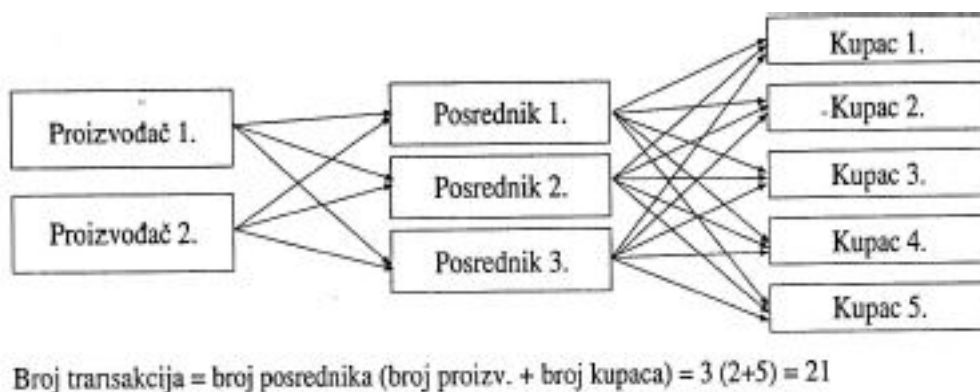 Proizvođač 1.
Proizvođač 2.
Posrednik 1.
Posrednik 2.
Posrednik 3.
Kupac 1.
Kupac 2.
Kupac 3.
Kupac 4.
Kupac 5.
Broj transakcija = broj posrednika (broj proizv. + broj kupaca) = 3 (2+5) = 21